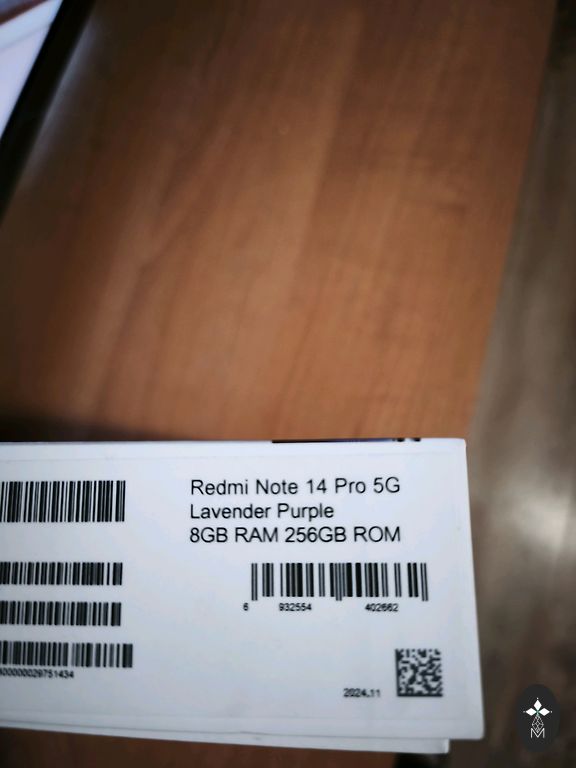 Redmi Note 14 Pro 5G
Lavender Purple
8GB RAM 256GB ROM
6 932554 402662
2024.11